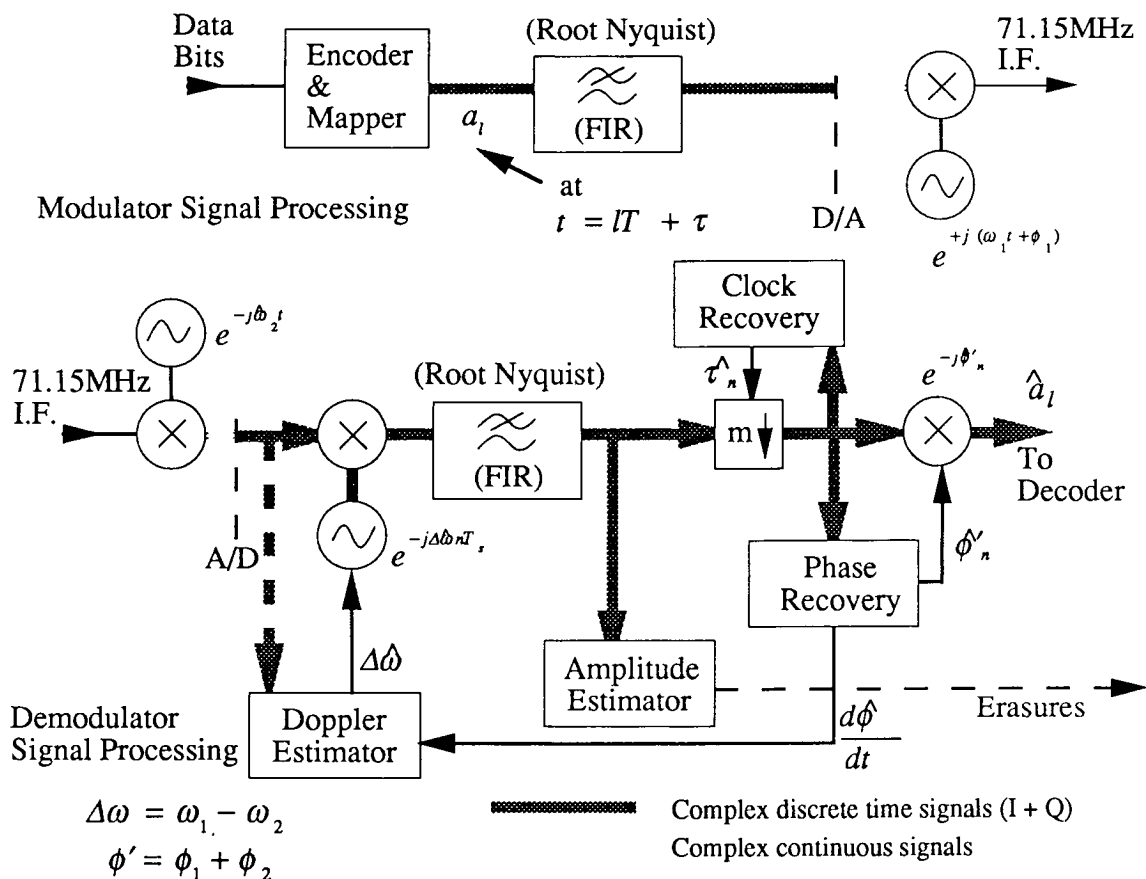 Data
Bits
Encoder
&
Mapper
a_l
(Root Nyquist)
(FIR)
71.15MHz
I.F.
at
t = lT + τ
D/A
e^{+j(ω_1 t + φ_1)}
Modulator Signal Processing
e^{-jω̂_2 t}
71.15MHz
I.F.
A/D
e^{-jΔω̂nT_s}
(Root Nyquist)
(FIR)
Clock
Recovery
τ̂_n
m↓
e^{-jφ̂'_n}
â_l
To
Decoder
Phase
Recovery
φ̂'_n
Δω̂
Amplitude
Estimator
Erasures
Demodulator
Signal Processing
Doppler
Estimator
dφ̂
dt
Δω = ω_1 - ω_2
φ' = φ_1 + φ_2
Complex discrete time signals (I + Q)
Complex continuous signals